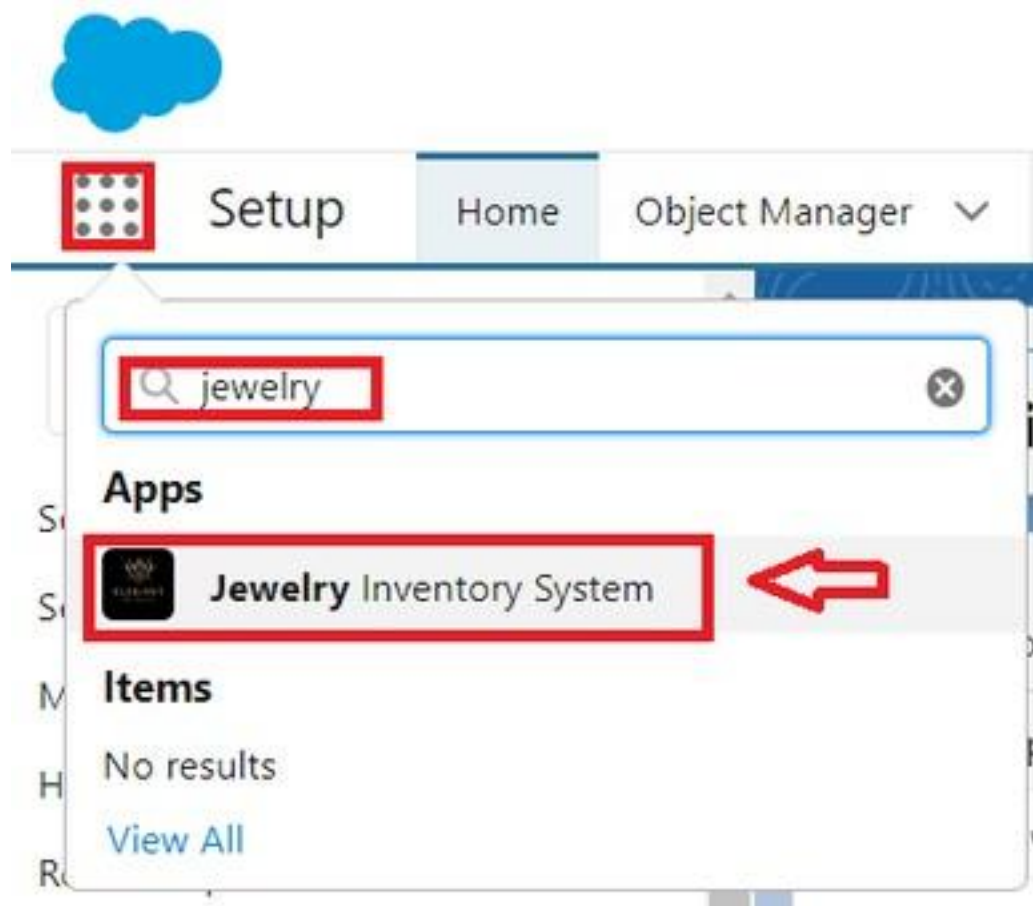 Setup Home Object Manager
jewelry
Apps
Jewelry Inventory System
Items
No results
View All